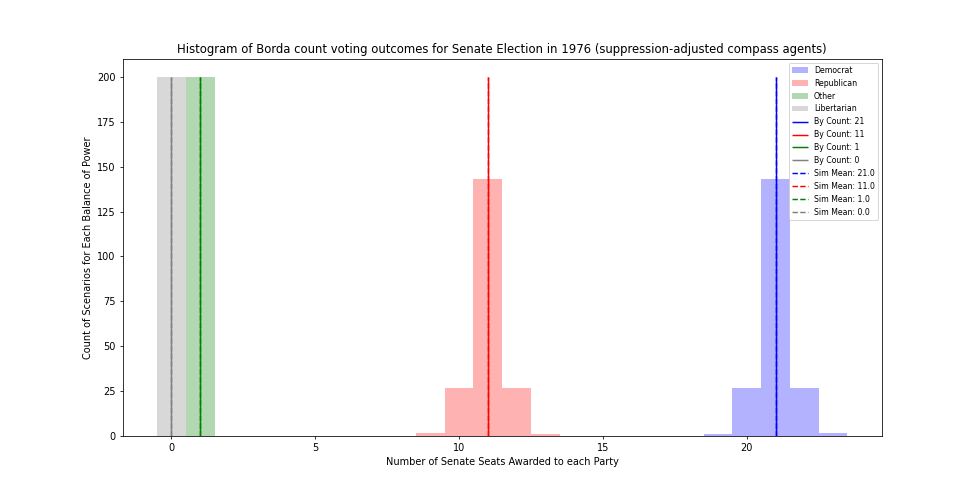 Histogram of Borda count voting outcomes for Senate Election in 1976 (suppression-adjusted compass agents)
Democrat
Republican
Other
Libertarian
By Count: 21
By Count: 11
By Count: 1
By Count: 0
Sim Mean: 21.0
Sim Mean: 11.0
Sim Mean: 1.0
Sim Mean: 0.0
Count of Scenarios for Each Balance of Power
200
175
150
125
100
75
50
25
0
0 5 10 15 20
Number of Senate Seats Awarded to each Party